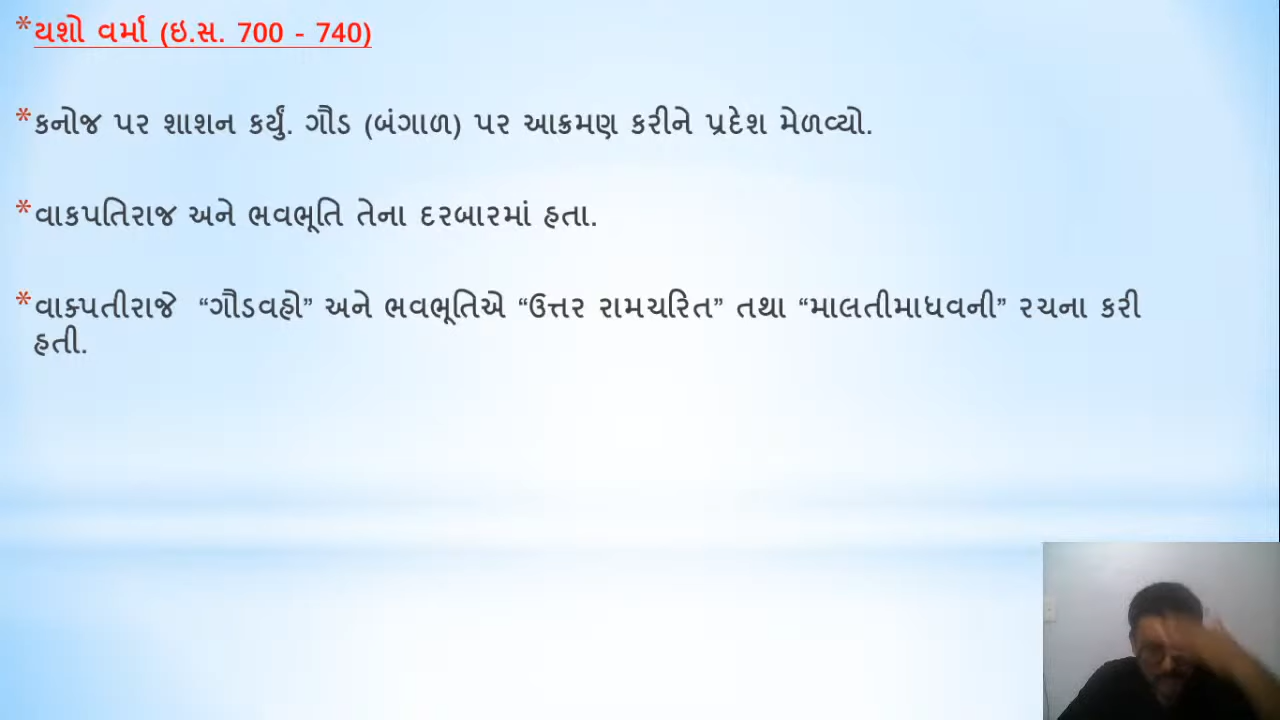 *યશો વર્મા (ઇ.સ. 700 - 740)
*કનોજ પર શાશન કર્યું. ગૌડ (બંગાળ) પર આક્રમણ કરીને પ્રદેશ મેળવ્યો.
*વાકપતિરાજ અને ભવભૂતિ તેના દરબારમાં હતા.
*વાકપતીરાજે “ગૌડવહો” અને ભવભૂતિએ “ઉત્તર રામચરિત” તથા “માલતીમાધવની” રચના કરી
હતી.